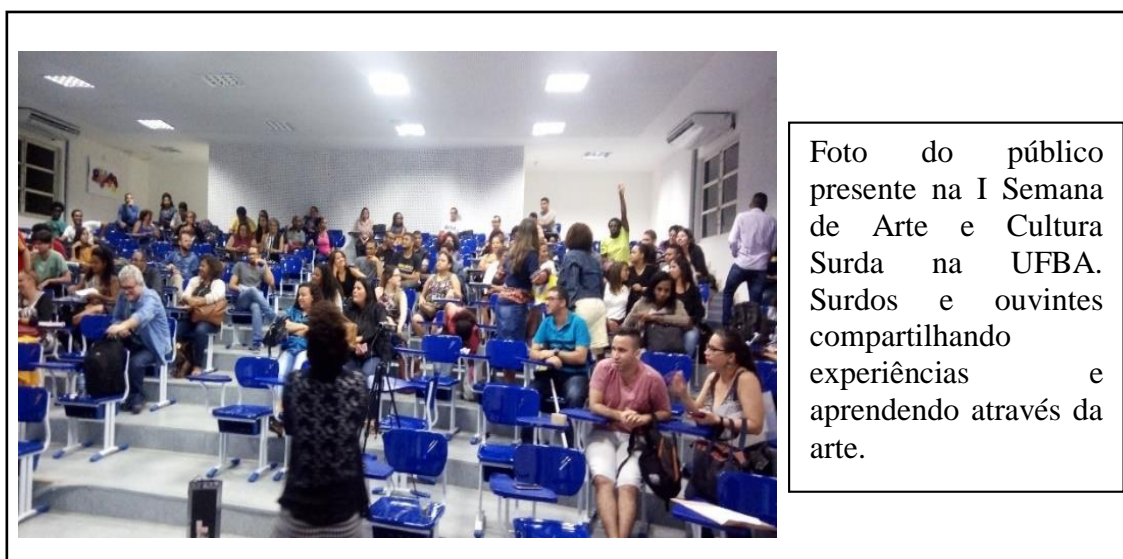 Foto do público
presente na I Semana
de Arte e Cultura
Surda na UFBA.
Surdos e ouvintes
compartilhando
experiências e
aprendendo através da
arte.